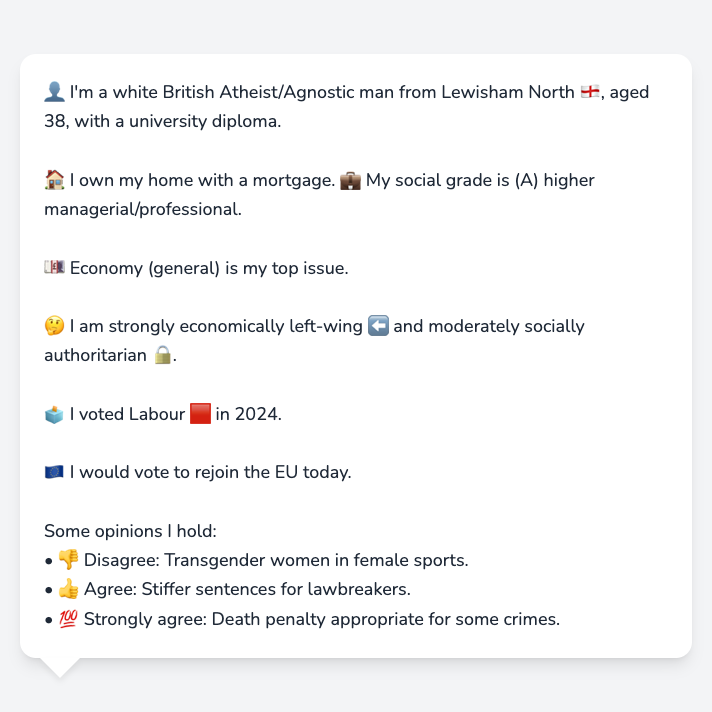 👤 I'm a white British Atheist/Agnostic man from Lewisham North 🏴󠁧󠁢󠁥󠁮󠁧󠁿, aged
38, with a university diploma.
🏠 I own my home with a mortgage. 💼 My social grade is (A) higher
managerial/professional.
💷 Economy (general) is my top issue.
🤔 I am strongly economically left-wing ⬅️ and moderately socially
authoritarian 🔒.
🗳️ I voted Labour 🟥 in 2024.
🇪🇺 I would vote to rejoin the EU today.
Some opinions I hold:
• 👎 Disagree: Transgender women in female sports.
• 👍 Agree: Stiffer sentences for lawbreakers.
• 💯 Strongly agree: Death penalty appropriate for some crimes.